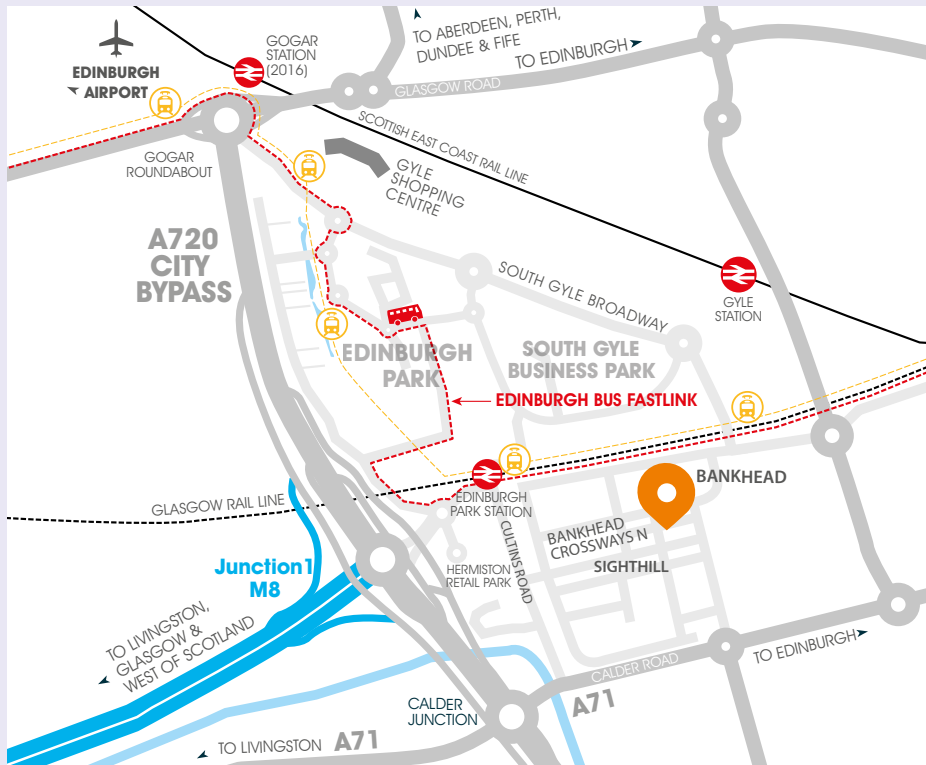 TO ABERDEEN, PERTH,
DUNDEE & FIFE
TO EDINBURGH
GOGAR
STATION
(2016)
EDINBURGH
AIRPORT
GLASGOW ROAD
SCOTTISH EAST COAST RAIL LINE
GOGAR
ROUNDABOUT
GYLE
SHOPPING
CENTRE
A720
CITY
BYPASS
SOUTH GYLE BROADWAY
GYLE
STATION
EDINBURGH
PARK
SOUTH GYLE
BUSINESS PARK
EDINBURGH BUS FASTLINK
BANKHEAD
GLASGOW RAIL LINE
EDINBURGH
PARK STATION
CULTINS ROAD
BANKHEAD
CROSSWAYS N
SIGHTHILL
HERMISTON
RETAIL PARK
Junction1
M8
TO LIVINGSTON,
GLASGOW &
WEST OF SCOTLAND
CALDER ROAD
TO EDINBURGH
A71
CALDER
JUNCTION
TO LIVINGSTON A71